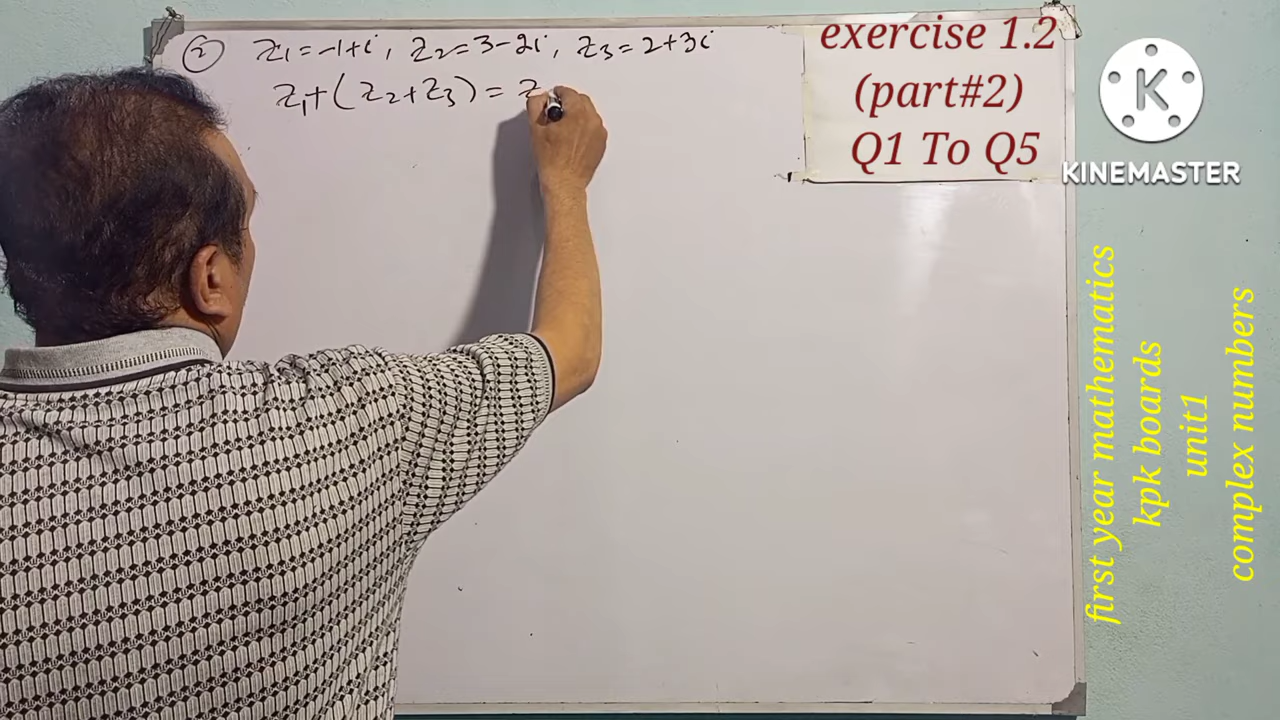 ② z1=-1+i, z2=3-2i, z3=2+3i
z1+(z2+z3)=z
exercise 1.2
(part#2)
Q1 To Q5
K
KINEMASTER
first year mathematics
kpk boards
unit1
complex numbers